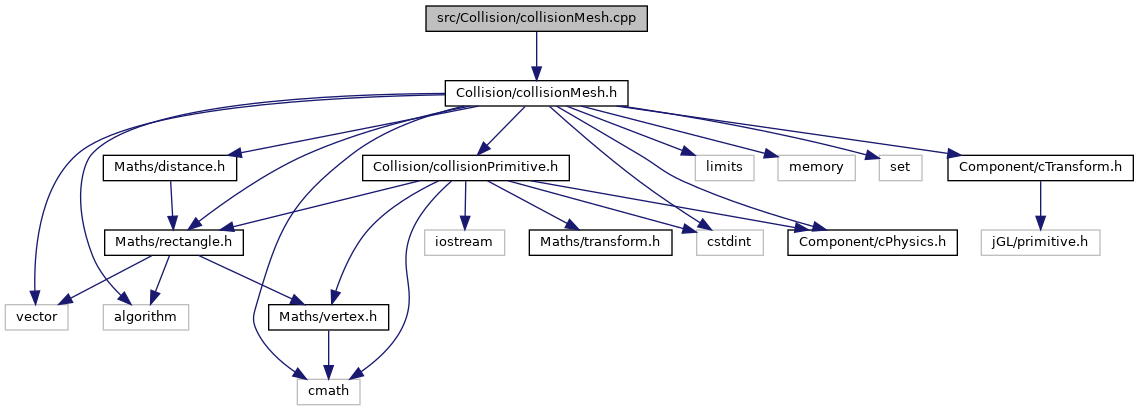 src/Collision/collisionMesh.cpp
Collision/collisionMesh.h
Maths/distance.h
Collision/collisionPrimitive.h
limits
memory
set
Component/cTransform.h
Maths/rectangle.h
iostream
Maths/transform.h
cstdint
Component/cPhysics.h
jGL/primitive.h
vector
algorithm
Maths/vertex.h
cmath